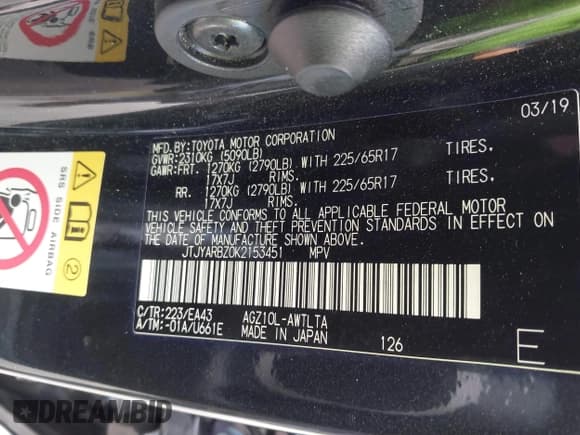 03/19
MFD.BY:TOYOTA MOTOR CORPORATION
GVWR:2310KG (5090LB)
GAWR:FRT. 1270KG (2790LB) WITH 225/65R17 TIRES.
17X7J RIMS.
RR. 1270KG (2790LB) WITH 225/65R17 TIRES.
17X7J RIMS.
THIS VEHICLE CONFORMS TO ALL APPLICABLE FEDERAL MOTOR
VEHICLE SAFETY AND THEFT PREVENTION STANDARDS IN EFFECT ON
THE DATE OF MANUFACTURE SHOWN ABOVE.
JTJYARBZ0K2153451 MPV
C/TR:223/EA43 AGZ10L-AWTLTA
A/TM:-01A/U661E MADE IN JAPAN 126 E
SRS SIDE AIRBAG
2
DREAMBID